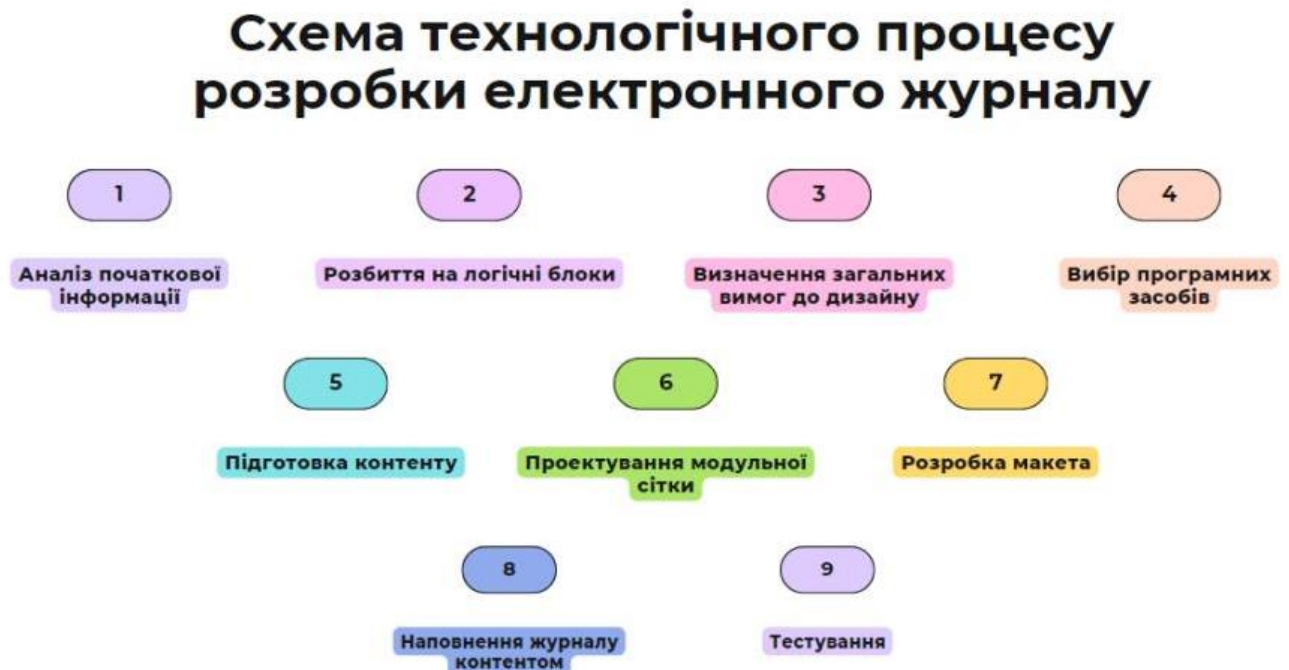 Схема технологічного процесу
розробки електронного журналу
1
2
3
4
Аналіз початкової
інформації
Розбиття на логічні блоки
Визначення загальних
вимог до дизайну
Вибір програмних
засобів
5
6
7
Підготовка контенту
Проектування модульної
сітки
Розробка макета
8
9
Наповнення журналу
контентом
Тестування